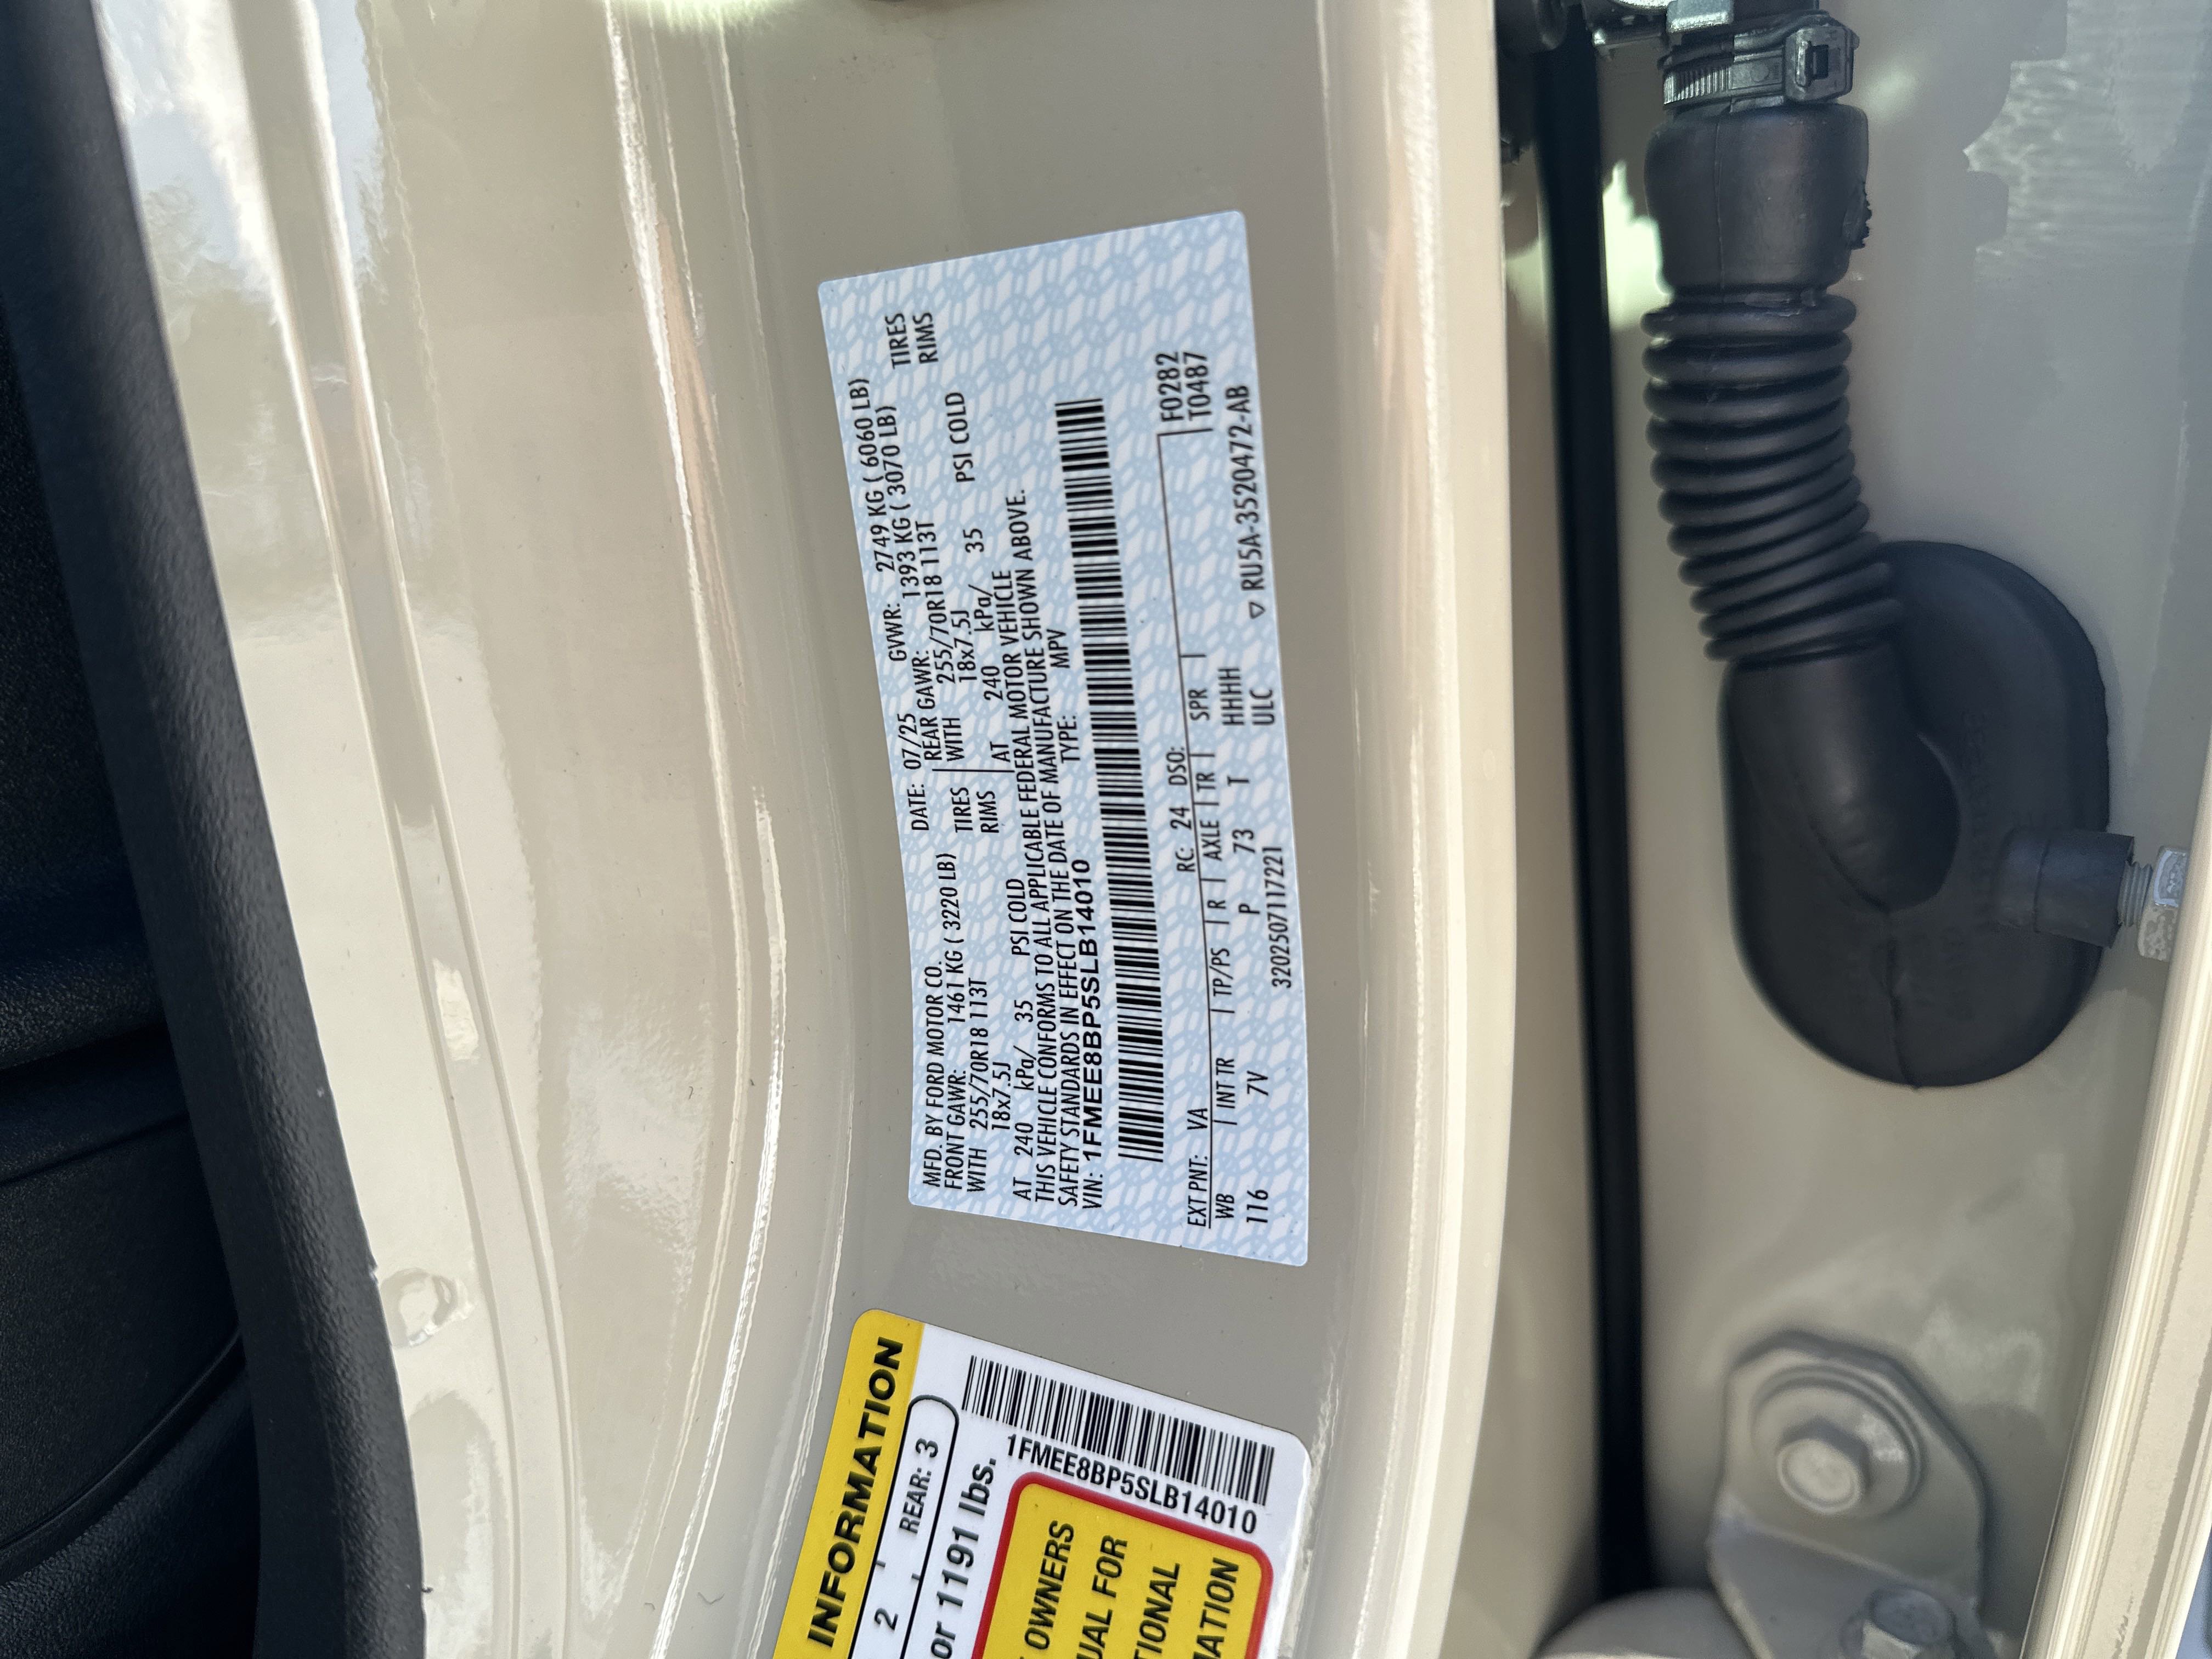 MFD. BY FORD MOTOR CO. DATE: 07/25 GVWR: 2749 KG ( 6060 LB)
FRONT GAWR: 1461 KG ( 3220 LB) REAR GAWR: 1393 KG ( 3070 LB)
WITH 255/70R18 113T TIRES WITH 255/70R18 113T TIRES
18x7.5J RIMS 18x7.5J RIMS
AT 240 kPa/ 35 PSI COLD AT 240 kPa/ 35 PSI COLD
THIS VEHICLE CONFORMS TO ALL APPLICABLE FEDERAL MOTOR VEHICLE
SAFETY STANDARDS IN EFFECT ON THE DATE OF MANUFACTURE SHOWN ABOVE.
VIN: 1FMEE8BP5SLB14010 TYPE: MPV
EXT PNT: VA RC: 24 DSO: F0282
WB INT TR TP/PS R AXLE TR SPR T0487
116 7V P 73 T HHHH
ULC
3202507117221 ▽ RU5A-3520472-AB
INFORMATION
2 REAR: 3
or 1191 lbs.
1FMEE8BP5SLB14010
OWNERS
UAL FOR
TIONAL
MATION